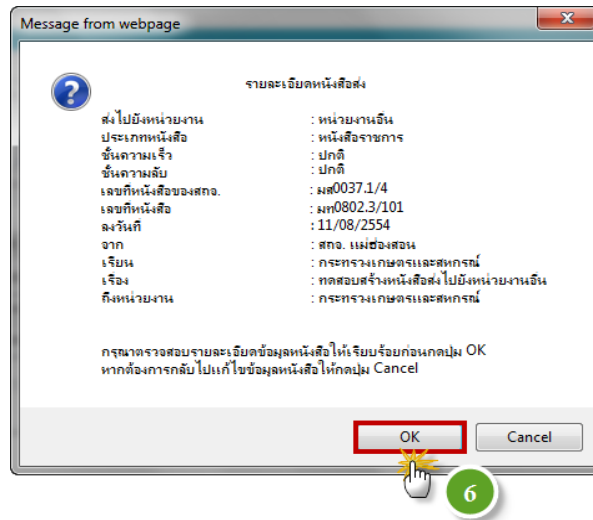 Message from webpage
รายละเอียดหนังสือส่ง
ส่งไปยังหน่วยงาน : หน่วยงานอื่น
ประเภทหนังสือ : หนังสือราชการ
ชั้นความเร็ว : ปกติ
ชั้นความลับ : ปกติ
เลขที่หนังสือของสถจ. : มส0037.1/4
เลขที่หนังสือ : มท0802.3/101
ลงวันที่ : 11/08/2554
จาก : สถจ. แม่ฮ่องสอน
เรียน : กระทรวงเกษตรและสหกรณ์
เรื่อง : ทดสอบสร้างหนังสือส่งไปยังหน่วยงานอื่น
ถึงหน่วยงาน : กระทรวงเกษตรและสหกรณ์
กรุณาตรวจสอบรายละเอียดข้อมูลหนังสือให้เรียบร้อยก่อนกดปุ่ม OK
หากต้องการกลับไปแก้ไขข้อมูลหนังสือให้กดปุ่ม Cancel
OK Cancel
6